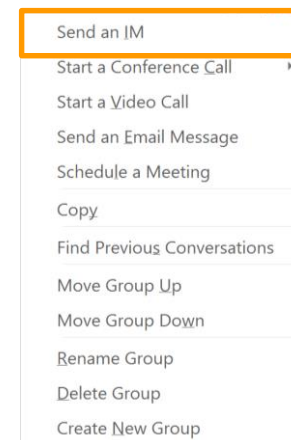 Send an IM
Start a Conference Call
Start a Video Call
Send an Email Message
Schedule a Meeting
Copy
Find Previous Conversations
Move Group Up
Move Group Down
Rename Group
Delete Group
Create New Group